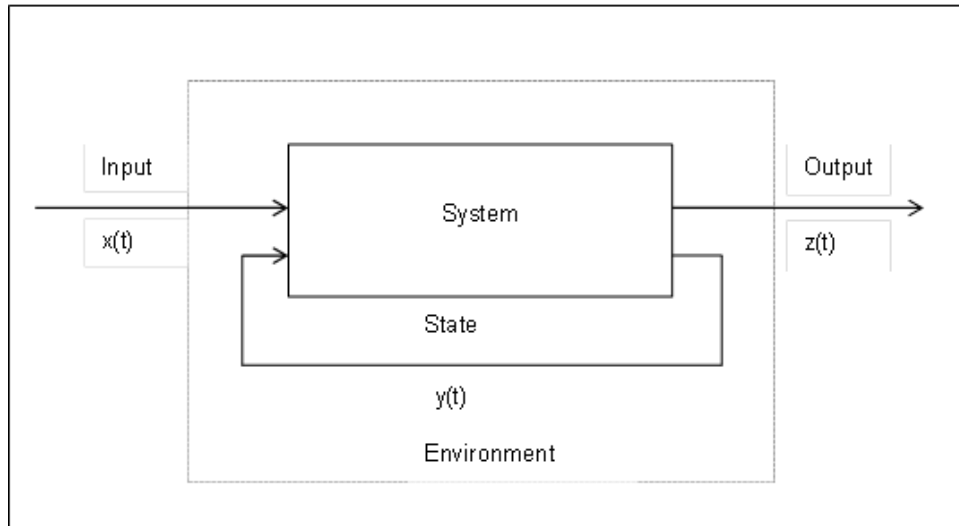 Input
Output
System
x(t)
z(t)
State
y(t)
Environment